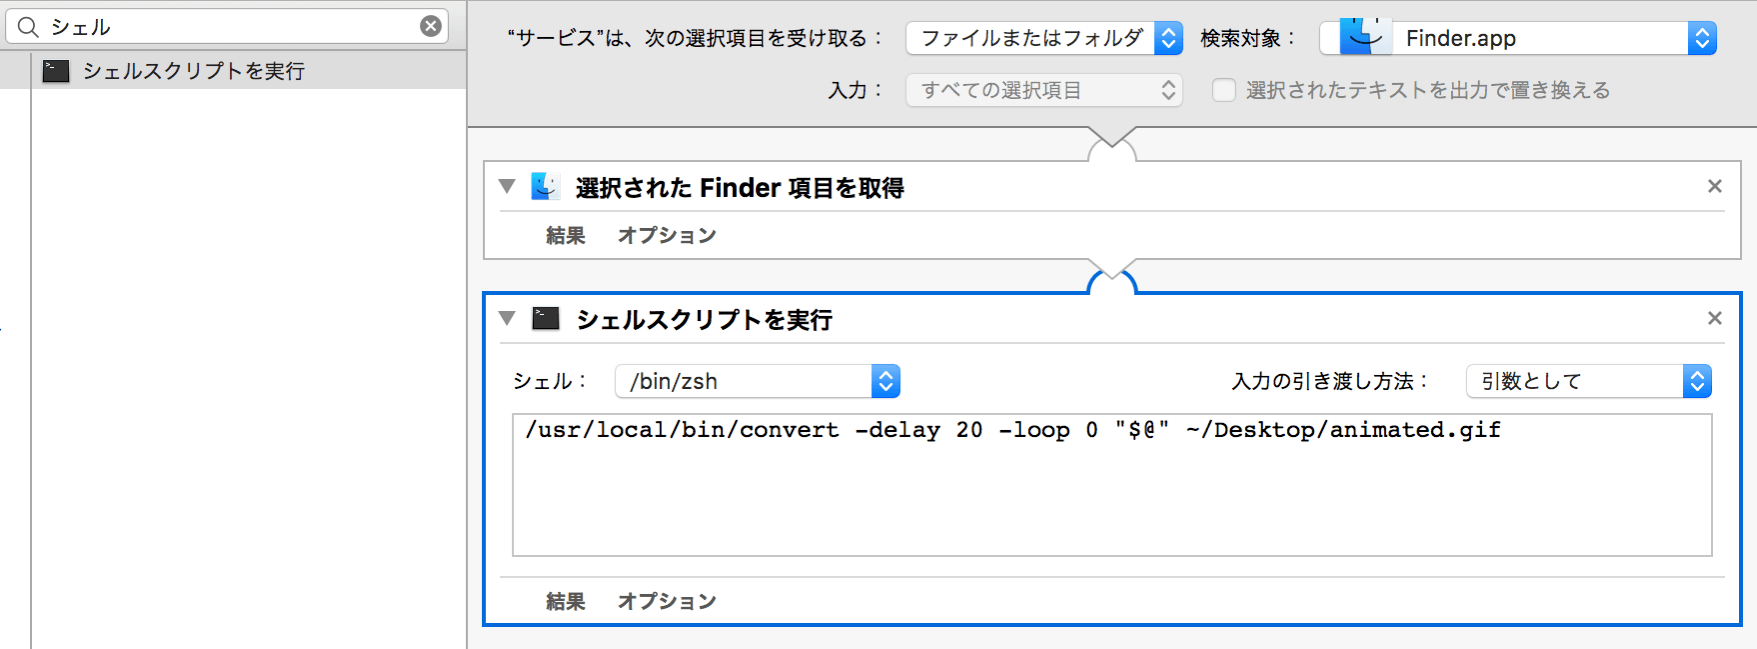 シェル
シェルスクリプトを実行
“サービス”は、次の選択項目を受け取る： ファイルまたはフォルダ 検索対象： Finder.app
入力： すべての選択項目 選択されたテキストを出力で置き換える
選択された Finder 項目を取得
結果 オプション
シェルスクリプトを実行
シェル： /bin/zsh 入力の引き渡し方法： 引数として
/usr/local/bin/convert -delay 20 -loop 0 "$@" ~/Desktop/animated.gif
結果 オプション